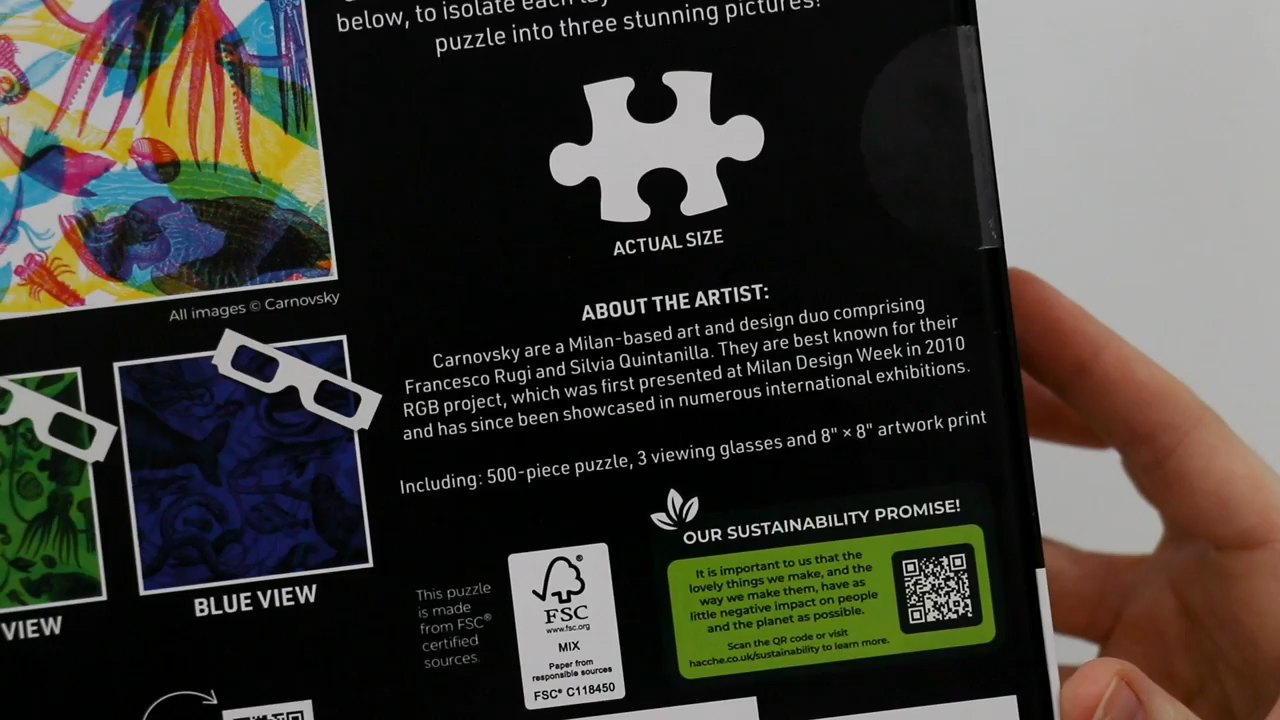 below, to isolate each
puzzle into three stunning pictures!
ACTUAL SIZE
All images © Carnovsky
ABOUT THE ARTIST:
Carnovsky are a Milan-based art and design duo comprising
Francesco Rugi and Silvia Quintanilla. They are best known for their
RGB project, which was first presented at Milan Design Week in 2010
and has since been showcased in numerous international exhibitions.
Including: 500-piece puzzle, 3 viewing glasses and 8" × 8" artwork print
VIEW
BLUE VIEW
This puzzle
is made
from FSC®
certified
sources.
FSC
www.fsc.org
MIX
Paper from
responsible sources
FSC® C118450
OUR SUSTAINABILITY PROMISE!
It is important to us that the
lovely things we make, and the
way we make them, have as
little negative impact on people
and the planet as possible.
Scan the QR code or visit
hacche.co.uk/sustainability to learn more.